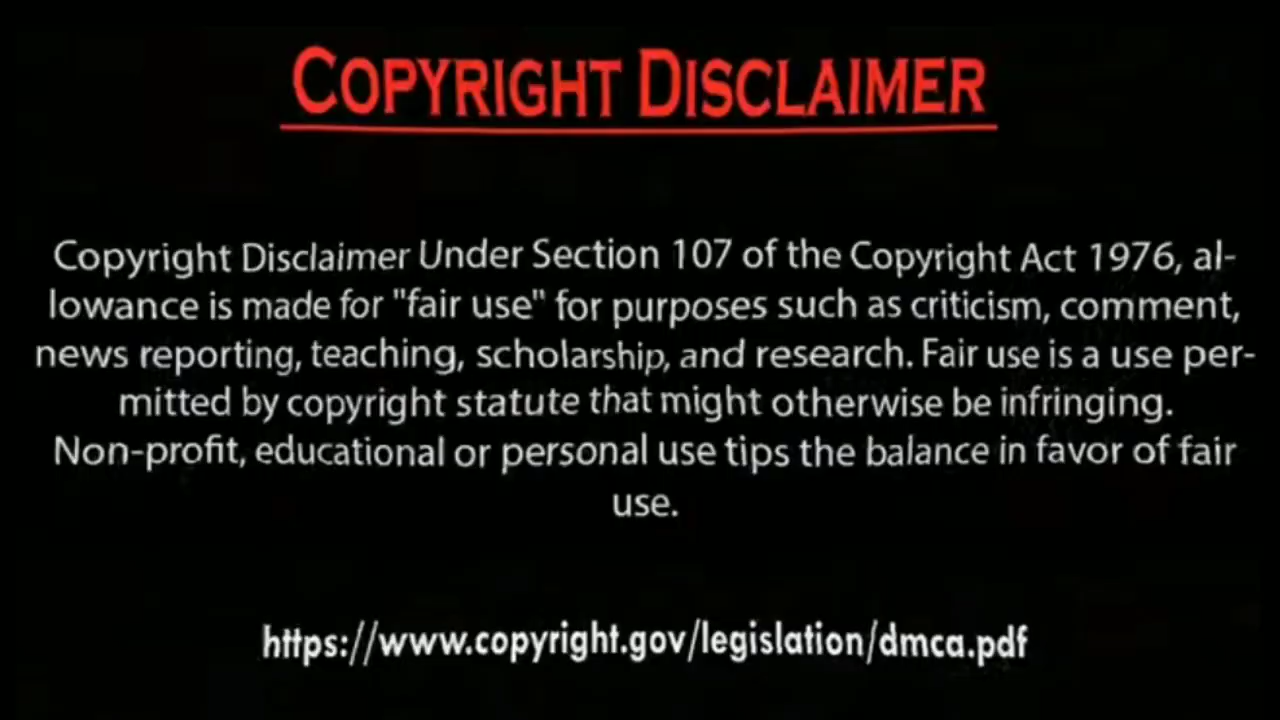 COPYRIGHT DISCLAIMER
Copyright Disclaimer Under Section 107 of the Copyright Act 1976, al-
lowance is made for "fair use" for purposes such as criticism, comment,
news reporting, teaching, scholarship, and research. Fair use is a use per-
mitted by copyright statute that might otherwise be infringing.
Non-profit, educational or personal use tips the balance in favor of fair
use.
https://www.copyright.gov/legislation/dmca.pdf